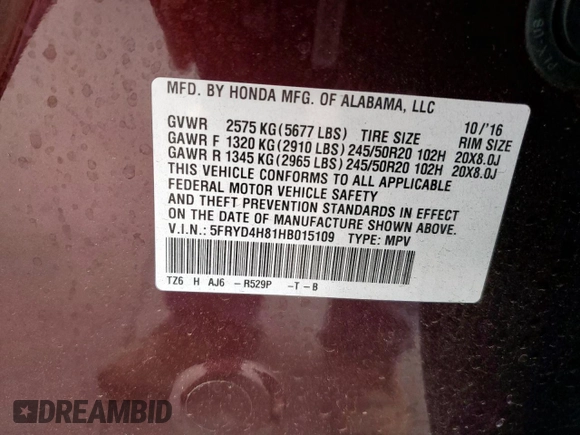 PLY-US
MFD. BY HONDA MFG. OF ALABAMA, LLC
GVWR 2575 KG(5677 LBS) TIRE SIZE 10/'16 RIM SIZE
GAWR F 1320 KG(2910 LBS)245/50R20 102H 20X8.0J
GAWR R 1345 KG(2965 LBS)245/50R20 102H 20X8.0J
THIS VEHICLE CONFORMS TO ALL APPLICABLE
FEDERAL MOTOR VEHICLE SAFETY
AND THEFT PREVENTION STANDARDS IN EFFECT
ON THE DATE OF MANUFACTURE SHOWN ABOVE.
V.I.N.: 5FRYD4H81HB015109 TYPE: MPV
TZ6 H AJ6 -R529P -T-B
DREAMBID